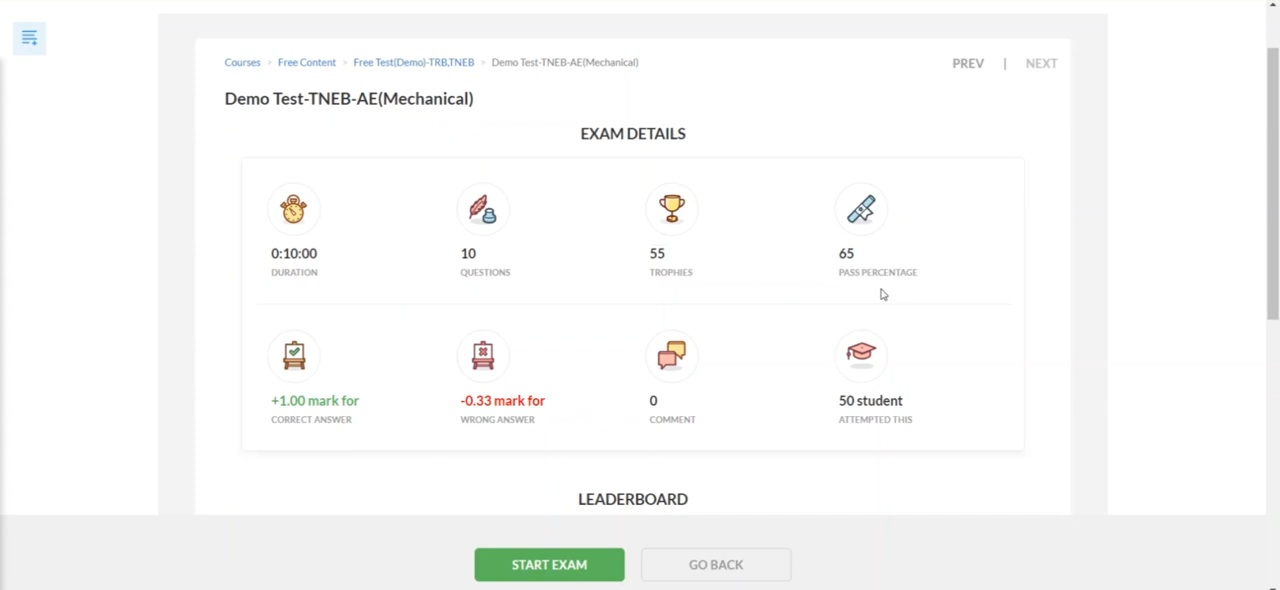 Courses > Free Content > Free Test(Demo)-TRB,TNEB > Demo Test-TNEB-AE(Mechanical)
PREV | NEXT
Demo Test-TNEB-AE(Mechanical)
EXAM DETAILS
0:10:00
DURATION
10
QUESTIONS
55
TROPHIES
65
PASS PERCENTAGE
+1.00 mark for
CORRECT ANSWER
-0.33 mark for
WRONG ANSWER
0
COMMENT
50 student
ATTEMPTED THIS
LEADERBOARD
START EXAM
GO BACK